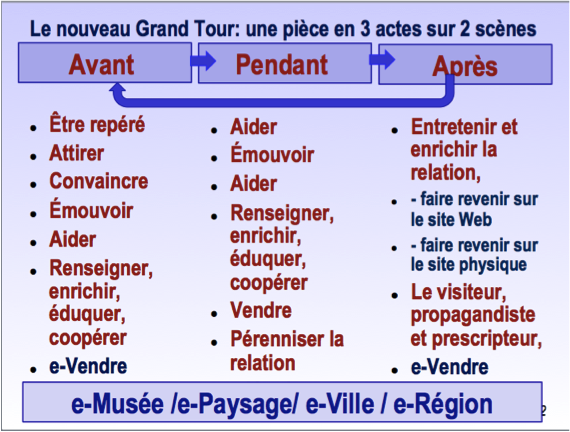 Le nouveau Grand Tour: une pièce en 3 actes sur 2 scènes
Avant
Pendant
Après
• Être repéré
• Attirer
• Convaincre
• Émouvoir
• Aider
• Renseigner,
enrichir,
éduquer,
coopérer
• e-Vendre
• Aider
• Émouvoir
• Aider
• Renseigner,
enrichir,
éduquer,
coopérer
• Vendre
• Pérenniser la
relation
• Entretenir et
enrichir la
relation,
• - faire revenir sur
le site Web
• - faire revenir sur
le site physique
• Le visiteur,
propagandiste
et prescripteur,
• e-Vendre
e-Musée /e-Paysage/ e-Ville / e-Région
2